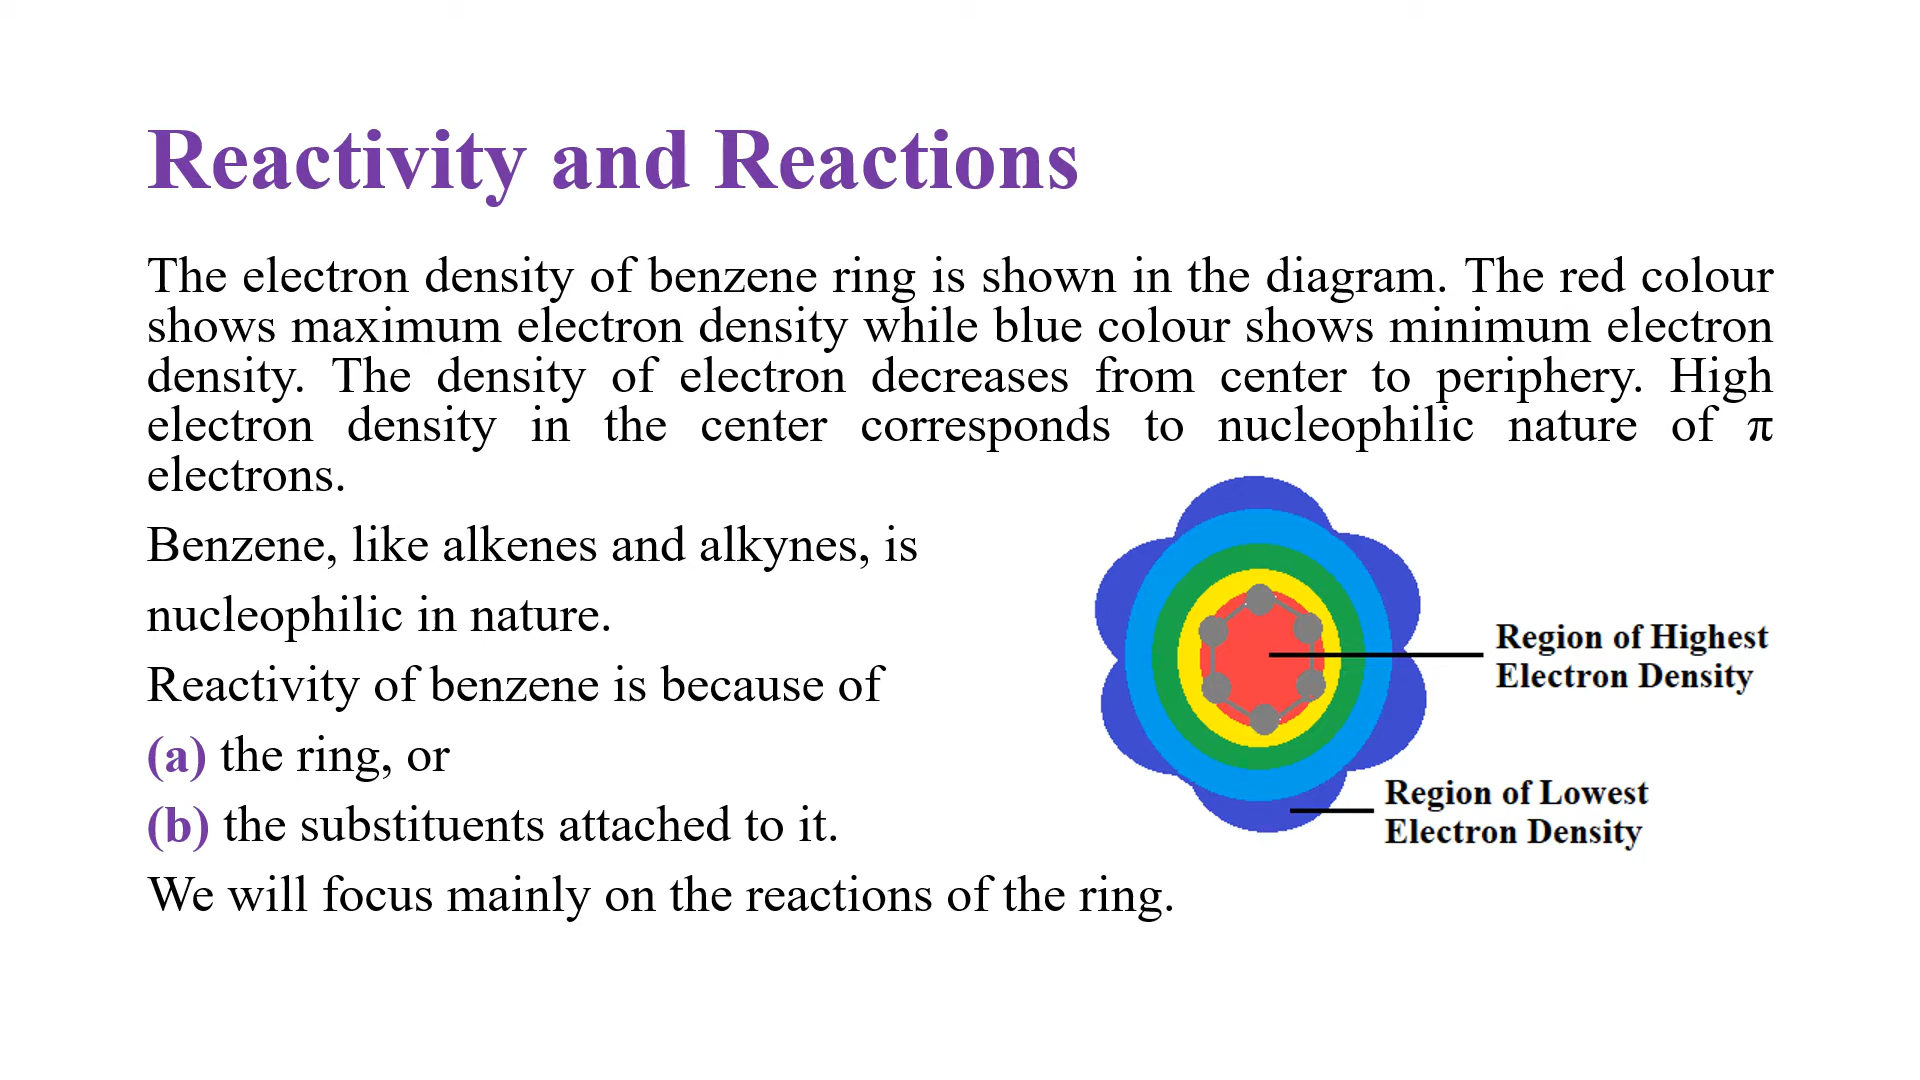 Reactivity and Reactions
The electron density of benzene ring is shown in the diagram. The red colour
shows maximum electron density while blue colour shows minimum electron
density. The density of electron decreases from center to periphery. High
electron density in the center corresponds to nucleophilic nature of π
electrons.
Benzene, like alkenes and alkynes, is
nucleophilic in nature.
Reactivity of benzene is because of
(a) the ring, or
(b) the substituents attached to it.
We will focus mainly on the reactions of the ring.
Region of Highest
Electron Density
Region of Lowest
Electron Density